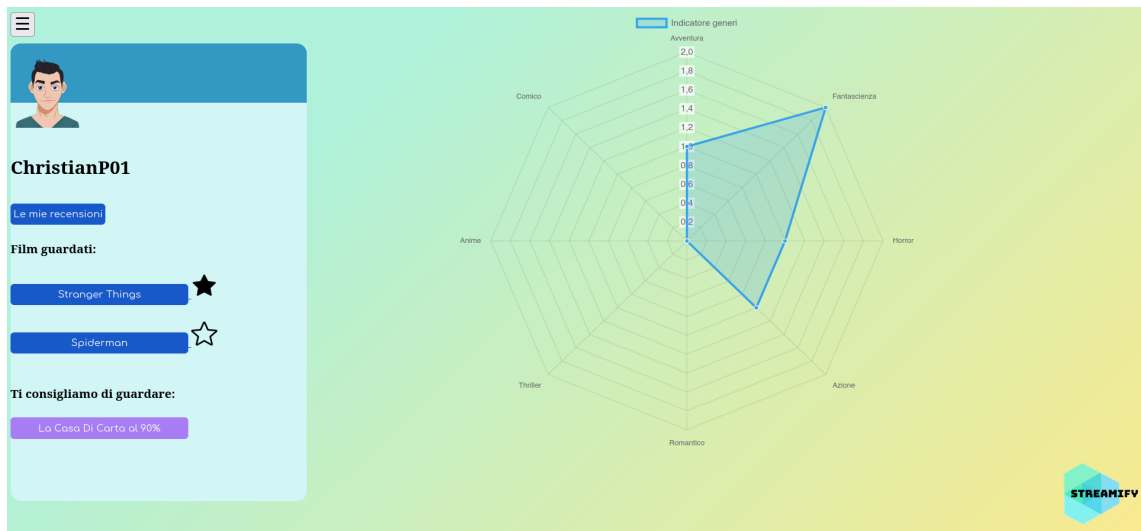 ☰
ChristianP01
Le mie recensioni
Film guardati:
Stranger Things
Spiderman
Ti consigliamo di guardare:
La Casa Di Carta al 90%
Indicatore generi
Avventura
2,0
1,8
1,6
1,4
1,2
1,0
0,8
0,6
0,4
0,2
Comico
Fantascienza
Anime
Horror
Thriller
Azione
Romantico
STREAMIFY